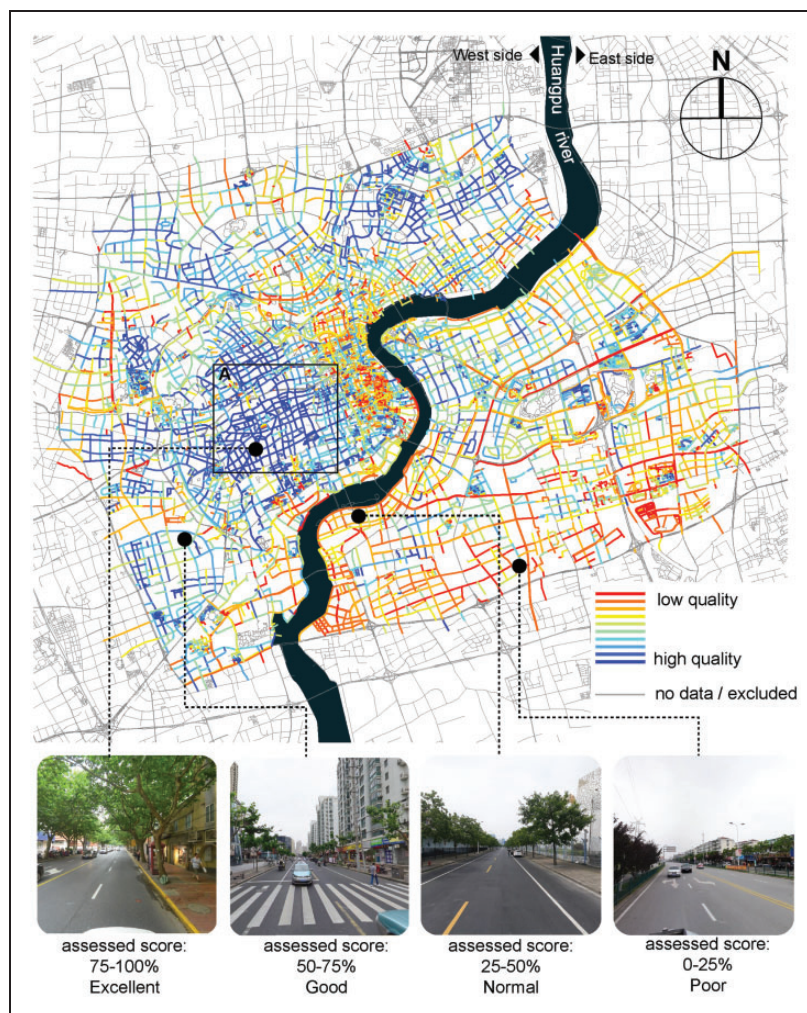 West side
East side
N
Huangpu
river
A
low quality
high quality
no data / excluded
assessed score:
75-100%
Excellent
assessed score:
50-75%
Good
assessed score:
25-50%
Normal
assessed score:
0-25%
Poor